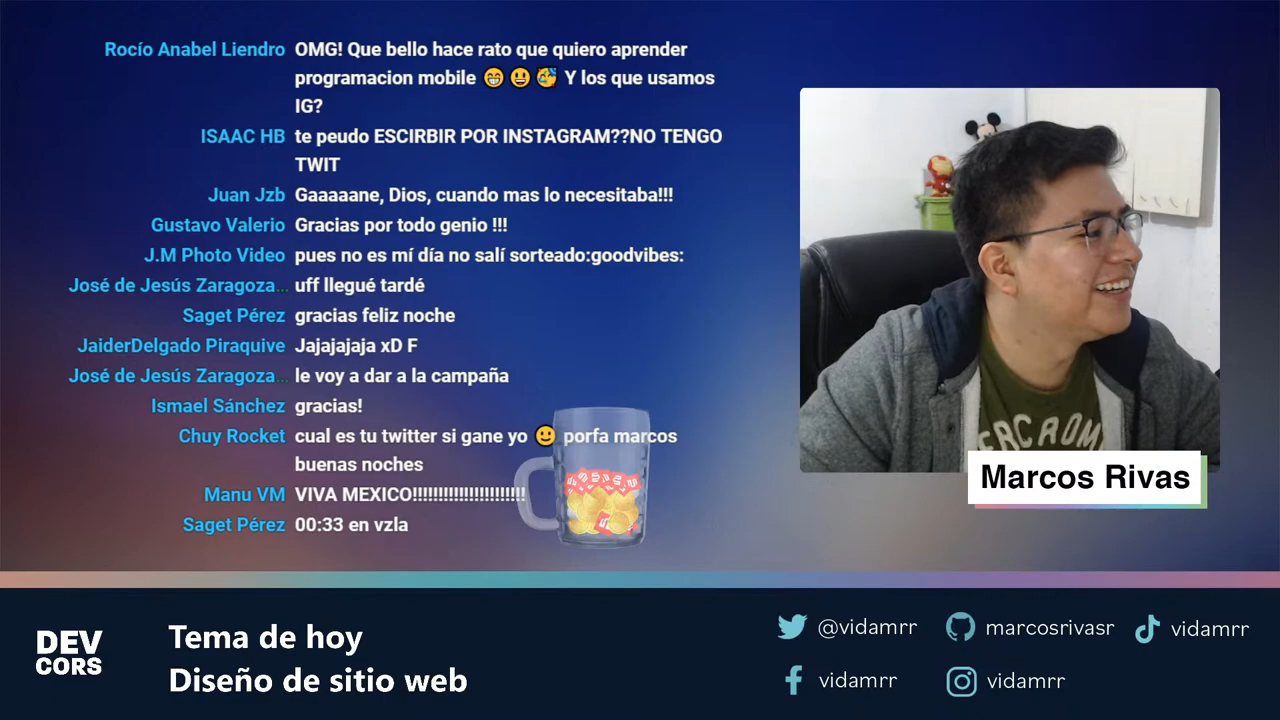 Rocío Anabel Liendro OMG! Que bello hace rato que quiero aprender
programacion mobile 😁 😃 🥳 Y los que usamos
IG?
ISAAC HB te peudo ESCIRBIR POR INSTAGRAM??NO TENGO
TWIT
Juan Jzb Gaaaaane, Dios, cuando mas lo necesitaba!!!
Gustavo Valerio Gracias por todo genio !!!
J.M Photo Video pues no es mí día no salí sorteado:goodvibes:
José de Jesús Zaragoza... uff llegué tardé
Saget Pérez gracias feliz noche
JaiderDelgado Piraquive Jajajajaja xD F
José de Jesús Zaragoza... le voy a dar a la campaña
Ismael Sánchez gracias!
Chuy Rocket cual es tu twitter si gane yo 🙂 porfa marcos
buenas noches
Manu VM VIVA MEXICO!!!!!!!!!!!!!!!!!!!!!!
Saget Pérez 00:33 en vzla
Marcos Rivas
DEV
CORS
Tema de hoy
Diseño de sitio web
@vidamrr marcosrivasr vidamrr
vidamrr vidamrr